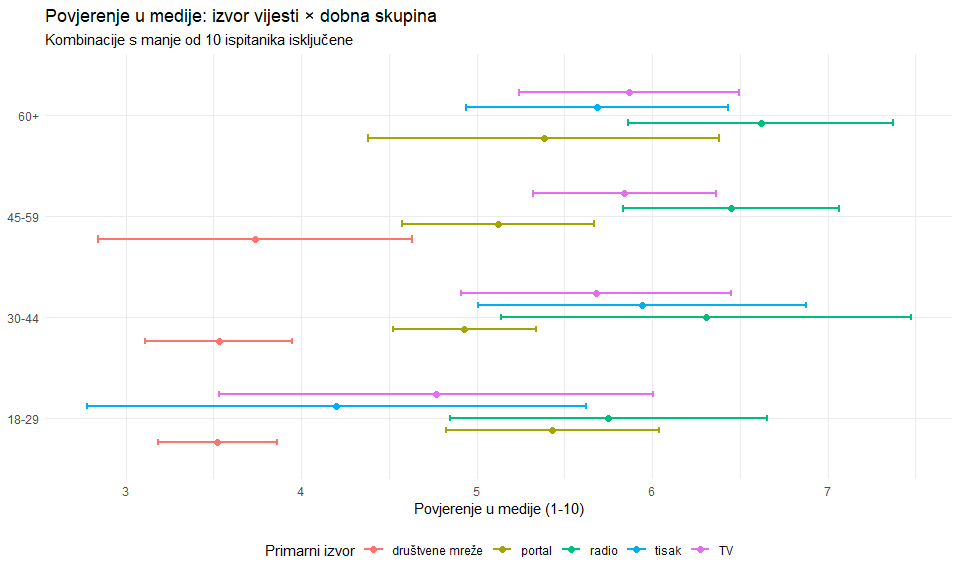 Povjerenje u medije: izvor vijesti × dobna skupina
Kombinacije s manje od 10 ispitanika isključene
60+
45-59
30-44
18-29
3 4 5 6 7
Povjerenje u medije (1-10)
Primarni izvor društvene mreže portal radio tisak TV